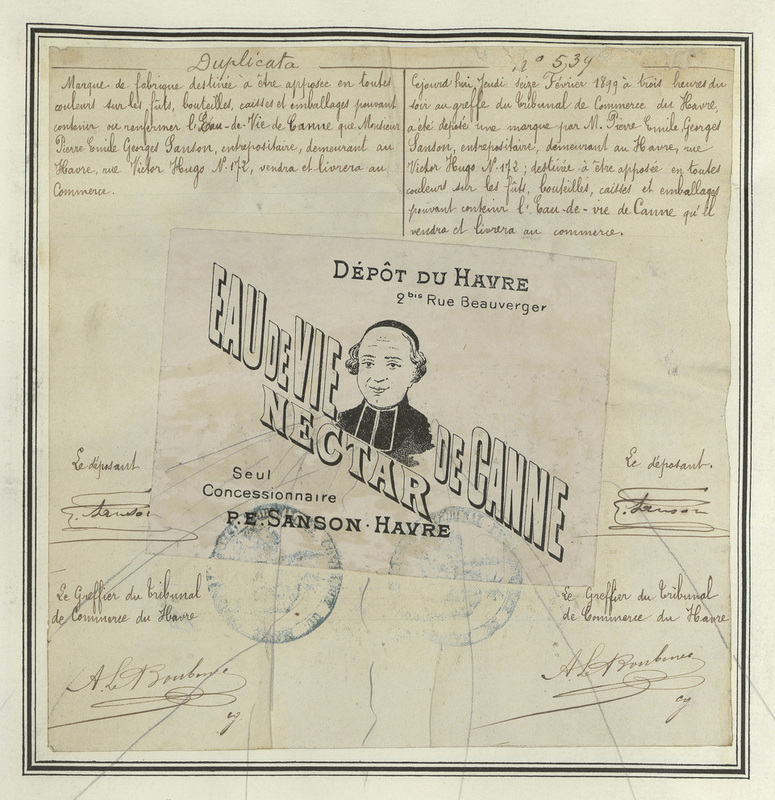 Duplicata
N° 539
Marque de fabrique destinée à être apposée en toutes
couleurs sur les fûts, bouteilles, caisses et emballages pouvant
contenir ou renfermer l'Eau-de-Vie de Canne que Monsieur
Pierre Emile Georges Sanson, entrepositaire, demeurant au
Havre, rue Victor Hugo N° 172, vendra et livrera au
Commerce.
Cejourd'hui, Jeudi seize Février 1899 à trois heures du
soir au greffe du Tribunal de Commerce du Havre,
a été déposée une marque par M. Pierre Emile Georges
Sanson, entrepositaire, demeurant au Havre, rue
Victor Hugo N° 172; destinée à être apposée en toutes
couleurs sur les fûts, bouteilles, caisses et emballages
pouvant contenir l'Eau-de-vie de Canne qu'il
vendra et livrera au commerce.
DÉPÔT DU HAVRE
2bis Rue Beauverger
EAU DE VIE
DE CANNE
NECTAR
Seul
Concessionnaire
P.E. SANSON · HAVRE
Le déposant
E. Sanson
Le déposant.
E. Sanson
Le Greffier du Tribunal
de Commerce du Havre
Le Greffier du Tribunal
de Commerce du Havre